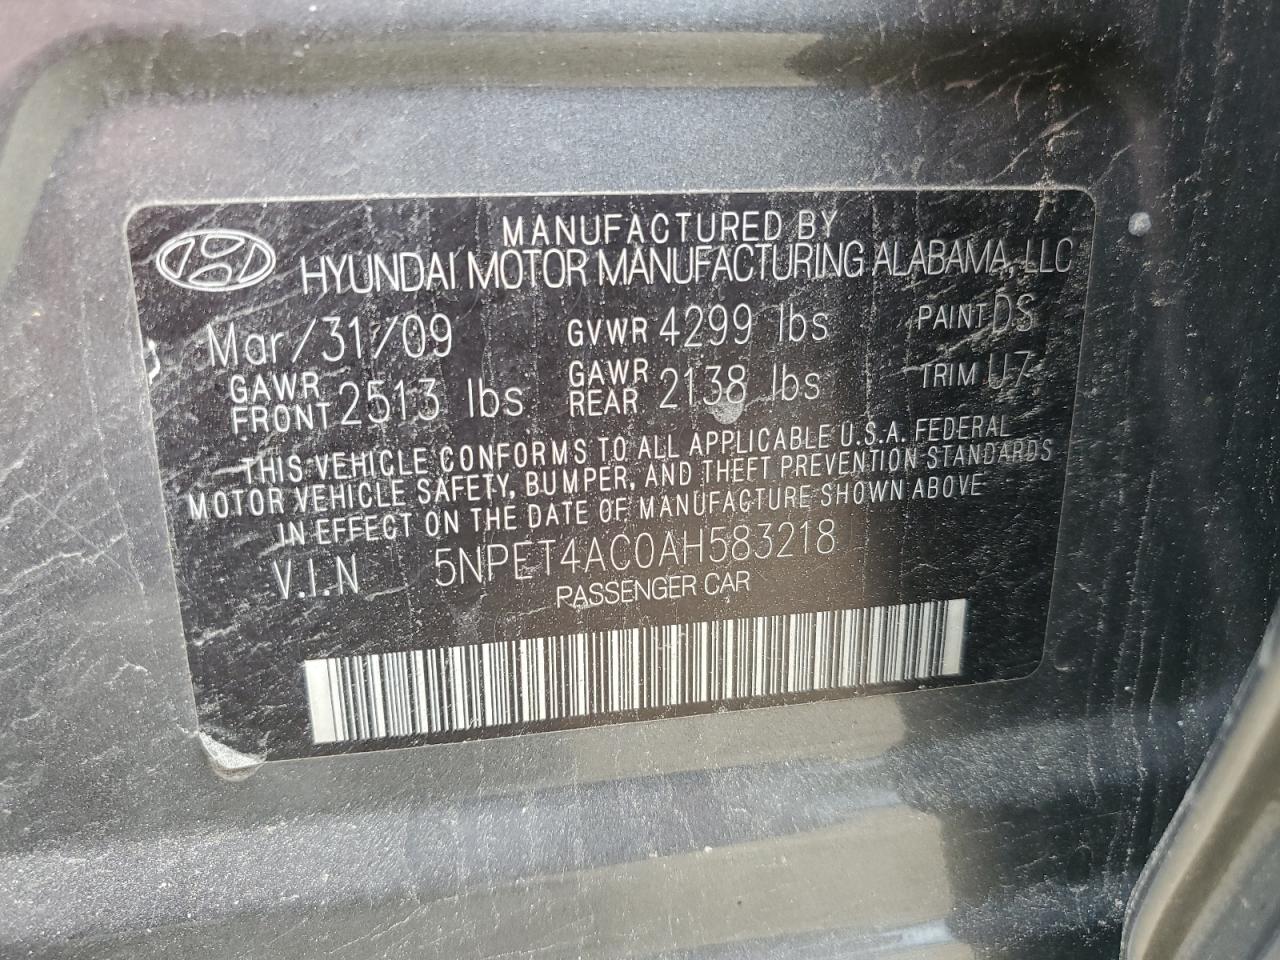 MANUFACTURED BY
HYUNDAI MOTOR MANUFACTURING ALABAMA, LLC
Mar/31/09 GVWR 4299 lbs PAINT DS
GAWR FRONT 2513 lbs GAWR REAR 2138 lbs TRIM U7
THIS VEHICLE CONFORMS TO ALL APPLICABLE U.S.A. FEDERAL
MOTOR VEHICLE SAFETY, BUMPER, AND THEFT PREVENTION STANDARDS
IN EFFECT ON THE DATE OF MANUFACTURE SHOWN ABOVE
V.I.N 5NPET4AC0AH583218
PASSENGER CAR